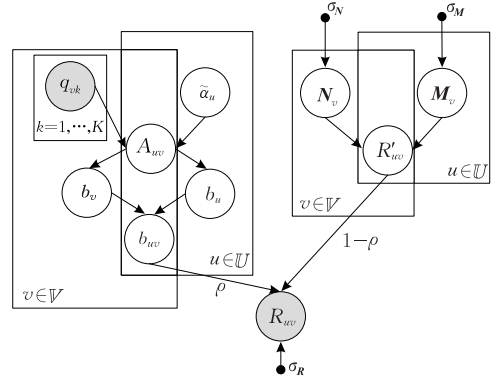 σ_N
σ_M
q_vk
k=1,⋯,K
α̃_u
N_v
M_v
A_uv
R′_uv
b_v
b_u
b_uv
u∈𝕌
v∈𝕍
u∈𝕌
v∈𝕍
ρ
1−ρ
R_uv
σ_R